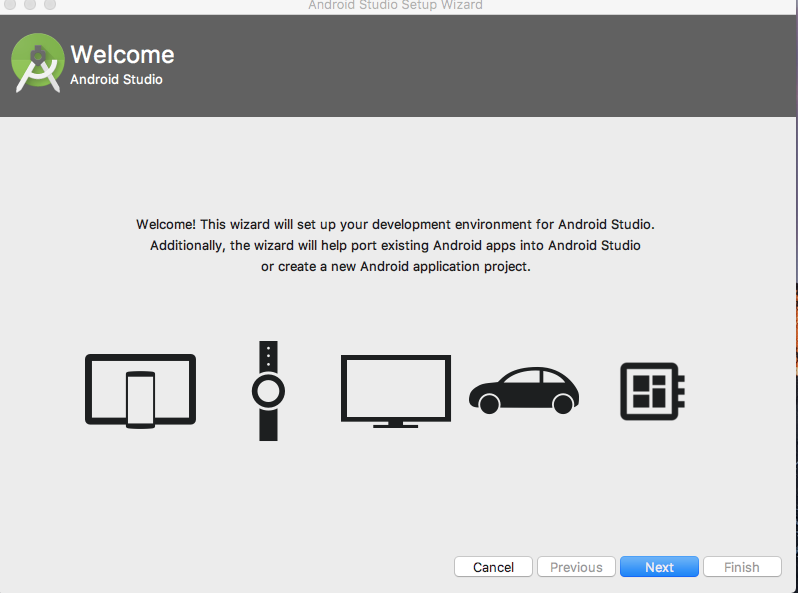 Android Studio Setup Wizard
Welcome
Android Studio
Welcome! This wizard will set up your development environment for Android Studio.
Additionally, the wizard will help port existing Android apps into Android Studio
or create a new Android application project.
Cancel
Previous
Next
Finish